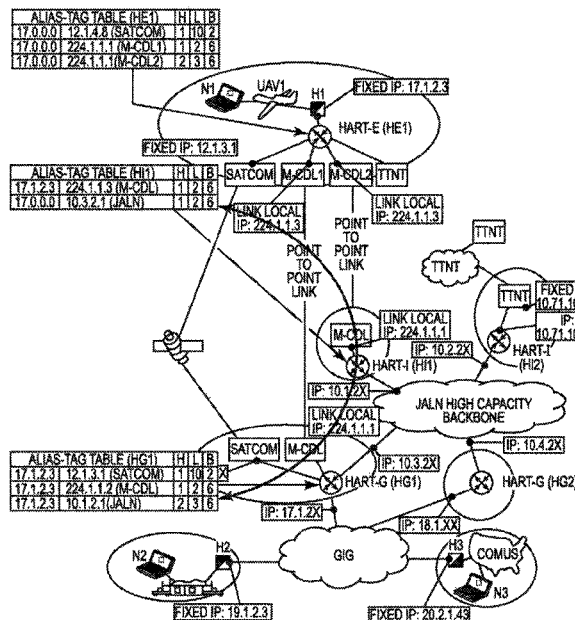 ALIAS-TAG TABLE (HE1) H L B
17.0.0.0 12.1.4.8 (SATCOM) 1 10 2
17.0.0.0 224.1.1.1 (M-CDL1) 1 2 6
17.0.0.0 224.1.1.1(M-CDL2) 2 3 6
N1
UAV1
H1
FIXED IP: 17.1.2.3
HART-E (HE1)
FIXED IP: 12.1.3.1
SATCOM
M-CDL1
M-CDL2
TTNT
ALIAS-TAG TABLE (HI1) H L B
17.1.2.3 224.1.1.3 (M-CDL) 1 2 6
17.0.0.0 10.3.2.1 (JALN) 1 2 6
LINK LOCAL
IP: 224.1.1.3
LINK LOCAL
IP: 224.1.1.3
POINT
TO
POINT
LINK
POINT
TO
POINT
LINK
TTNT
TTNT
TTNT
FIXED
10.71.10
IP:
10.71.10
M-CDL
LINK LOCAL
IP: 224.1.1.1
HART-I (HI1)
IP: 10.2.2X
HART-I
(HI2)
IP: 10.1.2X
JALN HIGH CAPACITY
BACKBONE
LINK LOCAL
IP: 224.1.1.1
SATCOM
M-CDL
IP: 10.4.2X
IP: 10.3.2X
ALIAS-TAG TABLE (HG1) H L B
17.1.2.3 12.1.3.1 (SATCOM) 1 10 2 X
17.1.2.3 224.1.1.2 (M-CDL) 1 2 6
17.1.2.3 10.1.2.1(JALN) 2 3 6
HART-G (HG1)
HART-G (HG2)
IP: 17.1.2X
IP: 18.1.XX
GIG
N2
H2
H3
COMUS
N3
FIXED IP: 19.1.2.3
FIXED IP: 20.2.1.43